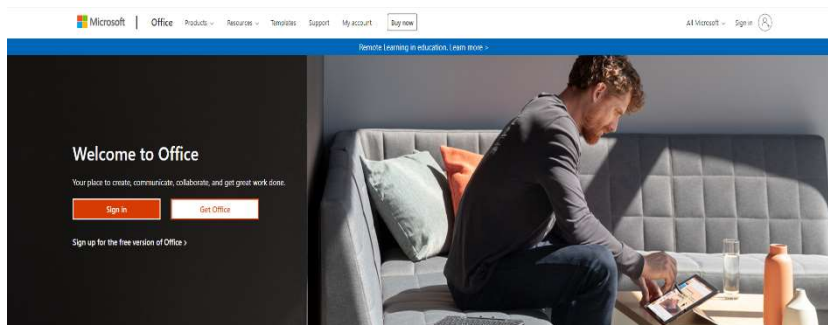 Microsoft | Office Products Resources Templates Support My account Buy now All Microsoft Sign in
Remote Learning in education. Learn more >
Welcome to Office
Your place to create, communicate, collaborate, and get great work done.
Sign in Get Office
Sign up for the free version of Office >